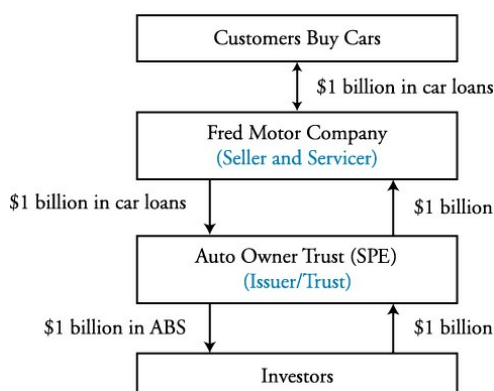 Customers Buy Cars
$1 billion in car loans
Fred Motor Company
(Seller and Servicer)
$1 billion in car loans
$1 billion
Auto Owner Trust (SPE)
(Issuer/Trust)
$1 billion in ABS
$1 billion
Investors